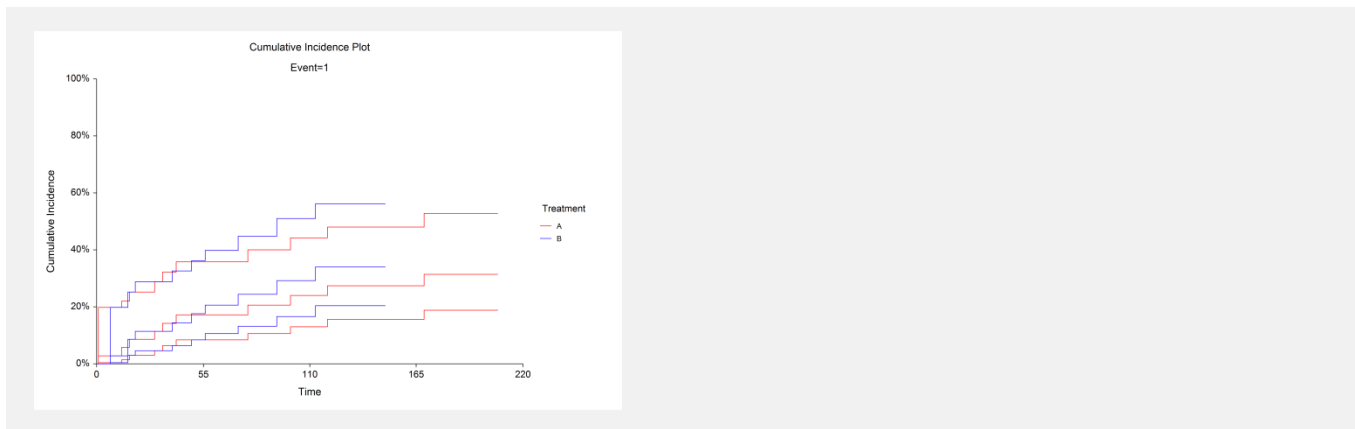 Cumulative Incidence Plot
Event=1
100%
80%
60%
40%
20%
0%
Cumulative Incidence
0 55 110 165 220
Time
Treatment
A
B